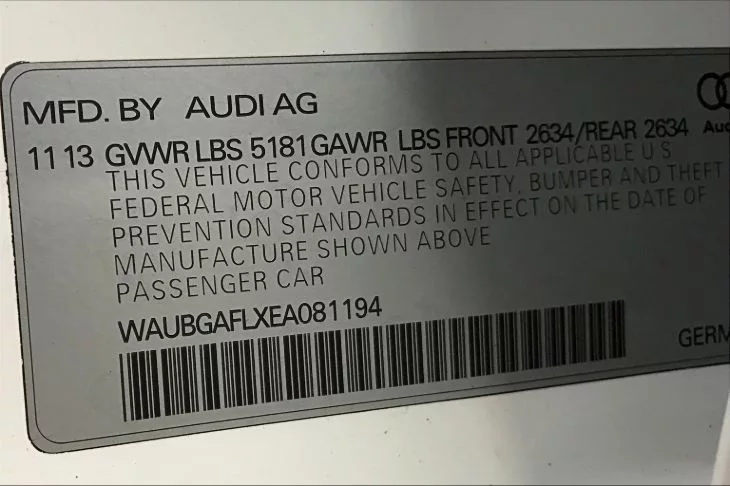 MFD. BY AUDI AG
11 13 GVWR LBS 5181 GAWR LBS FRONT 2634/REAR 2634
THIS VEHICLE CONFORMS TO ALL APPLICABLE U S
FEDERAL MOTOR VEHICLE SAFETY, BUMPER AND THEFT
PREVENTION STANDARDS IN EFFECT ON THE DATE OF
MANUFACTURE SHOWN ABOVE
PASSENGER CAR
WAUBGAFLXEA081194